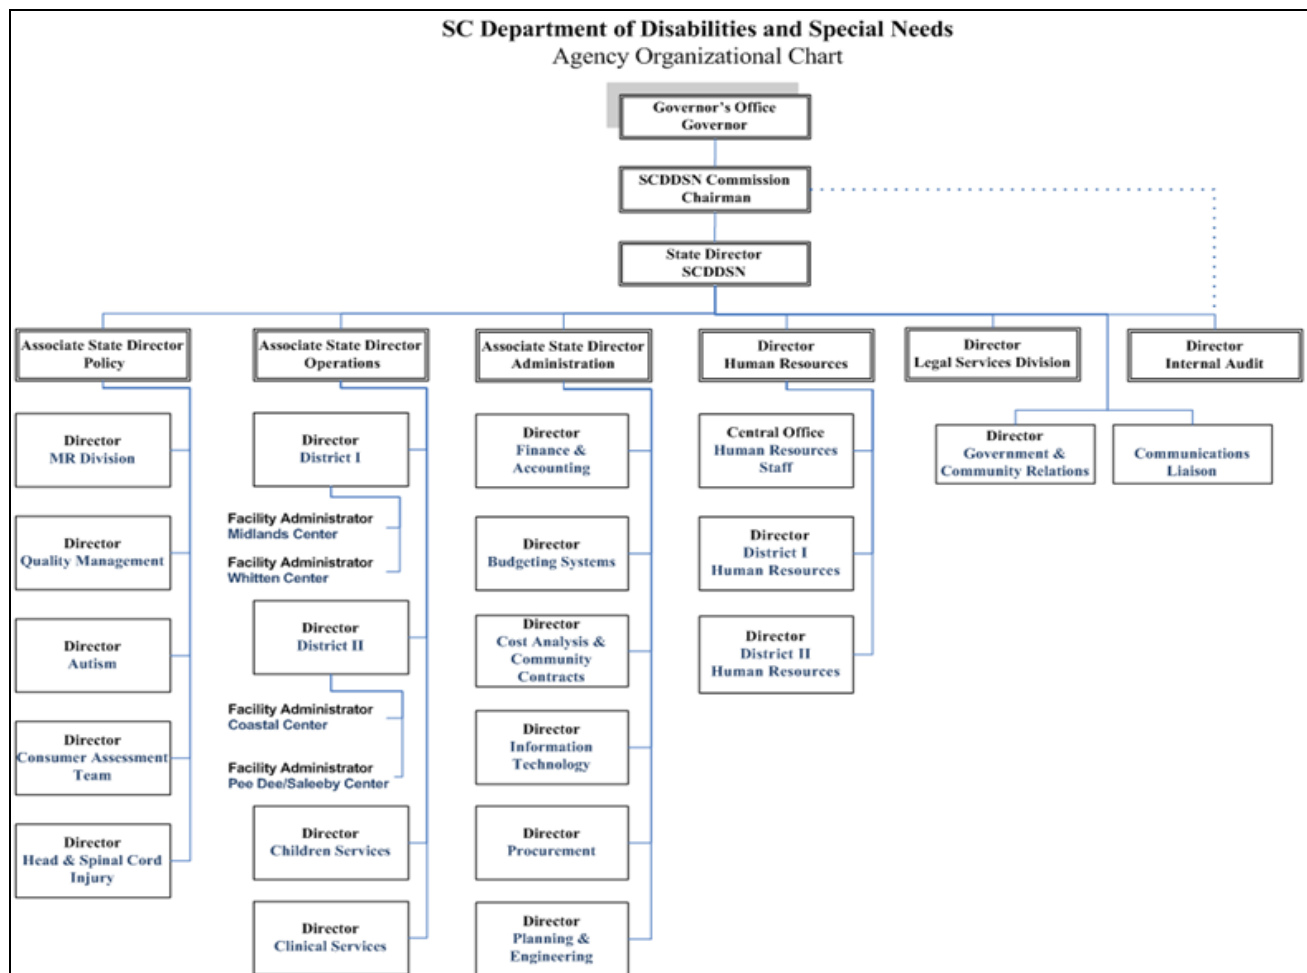 SC Department of Disabilities and Special Needs
Agency Organizational Chart
Governor's Office
Governor
SCDDSN Commission
Chairman
State Director
SCDDSN
Associate State Director
Policy
Associate State Director
Operations
Associate State Director
Administration
Director
Human Resources
Director
Legal Services Division
Director
Internal Audit
Director
MR Division
Director
Quality Management
Director
Autism
Director
Consumer Assessment
Team
Director
Head & Spinal Cord
Injury
Director
District I
Facility Administrator
Midlands Center
Facility Administrator
Whitten Center
Director
District II
Facility Administrator
Coastal Center
Facility Administrator
Pee Dee/Saleeby Center
Director
Children Services
Director
Clinical Services
Director
Finance &
Accounting
Director
Budgeting Systems
Director
Cost Analysis &
Community
Contracts
Director
Information
Technology
Director
Procurement
Director
Planning &
Engineering
Central Office
Human Resources
Staff
Director
District I
Human Resources
Director
District II
Human Resources
Director
Government &
Community Relations
Communications
Liaison